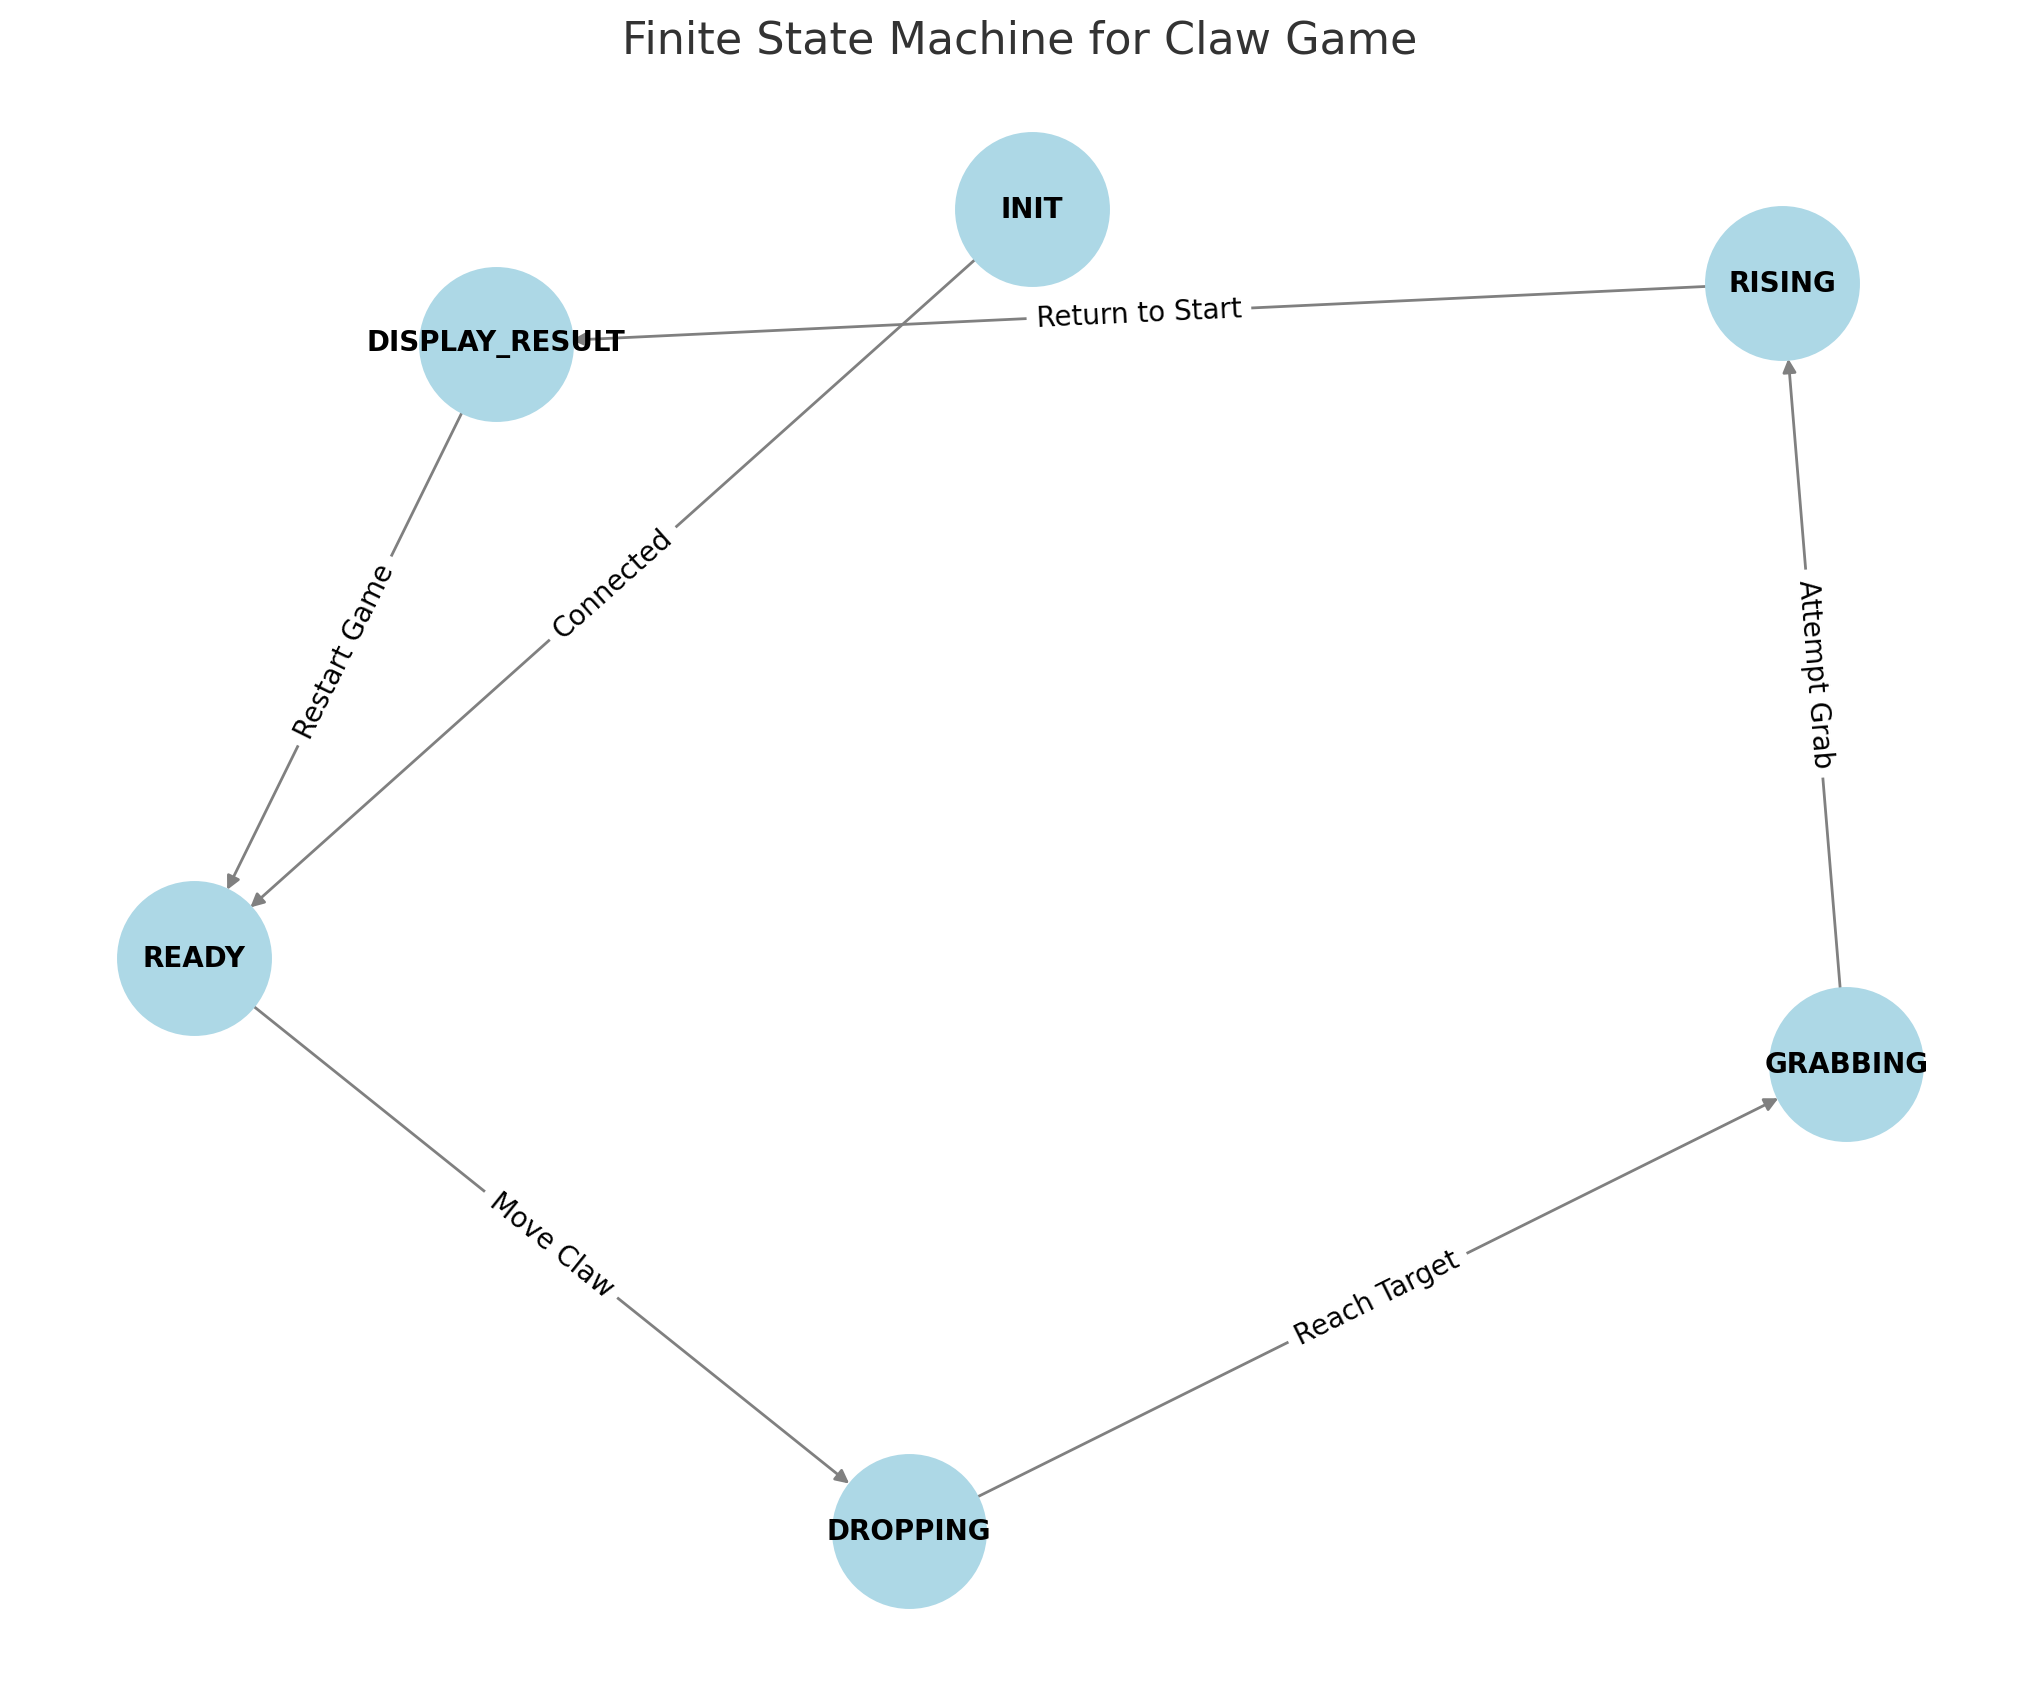 Finite State Machine for Claw Game
INIT
RISING
Return to Start
DISPLAY_RESULT
Connected
Restart Game
Attempt Grab
READY
GRABBING
Move Claw
Reach Target
DROPPING